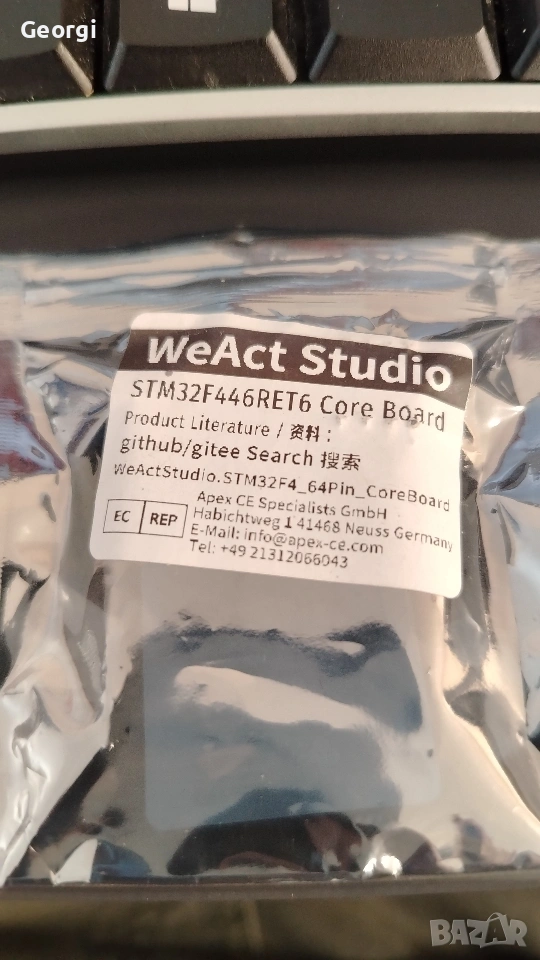 Georgi
WeAct Studio
STM32F446RET6 Core Board
Product Literature / 资料：
github/gitee Search 搜索
WeActStudio.STM32F4_64Pin_CoreBoard
EC REP
Apex CE Specialists GmbH
Habichtweg 1 41468 Neuss Germany
E-Mail: info@apex-ce.com
Tel: +49 21312066043
BAZAR